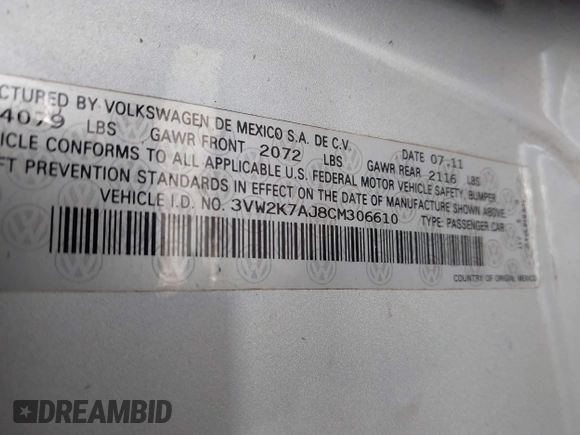 CTURED BY VOLKSWAGEN DE MEXICO S.A. DE C.V.
4079 LBS GAWR FRONT 2072 LBS DATE 07-11
GAWR REAR 2116 LBS
ICLE CONFORMS TO ALL APPLICABLE U.S. FEDERAL MOTOR VEHICLE SAFETY, BUMPER
FT PREVENTION STANDARDS IN EFFECT ON THE DATE OF MANUFACTURE SHOWN ABOVE.
VEHICLE I.D. NO. 3VW2K7AJ8CM306610 TYPE: PASSENGER CAR
COUNTRY OF ORIGIN: MEXICO
DREAMBID